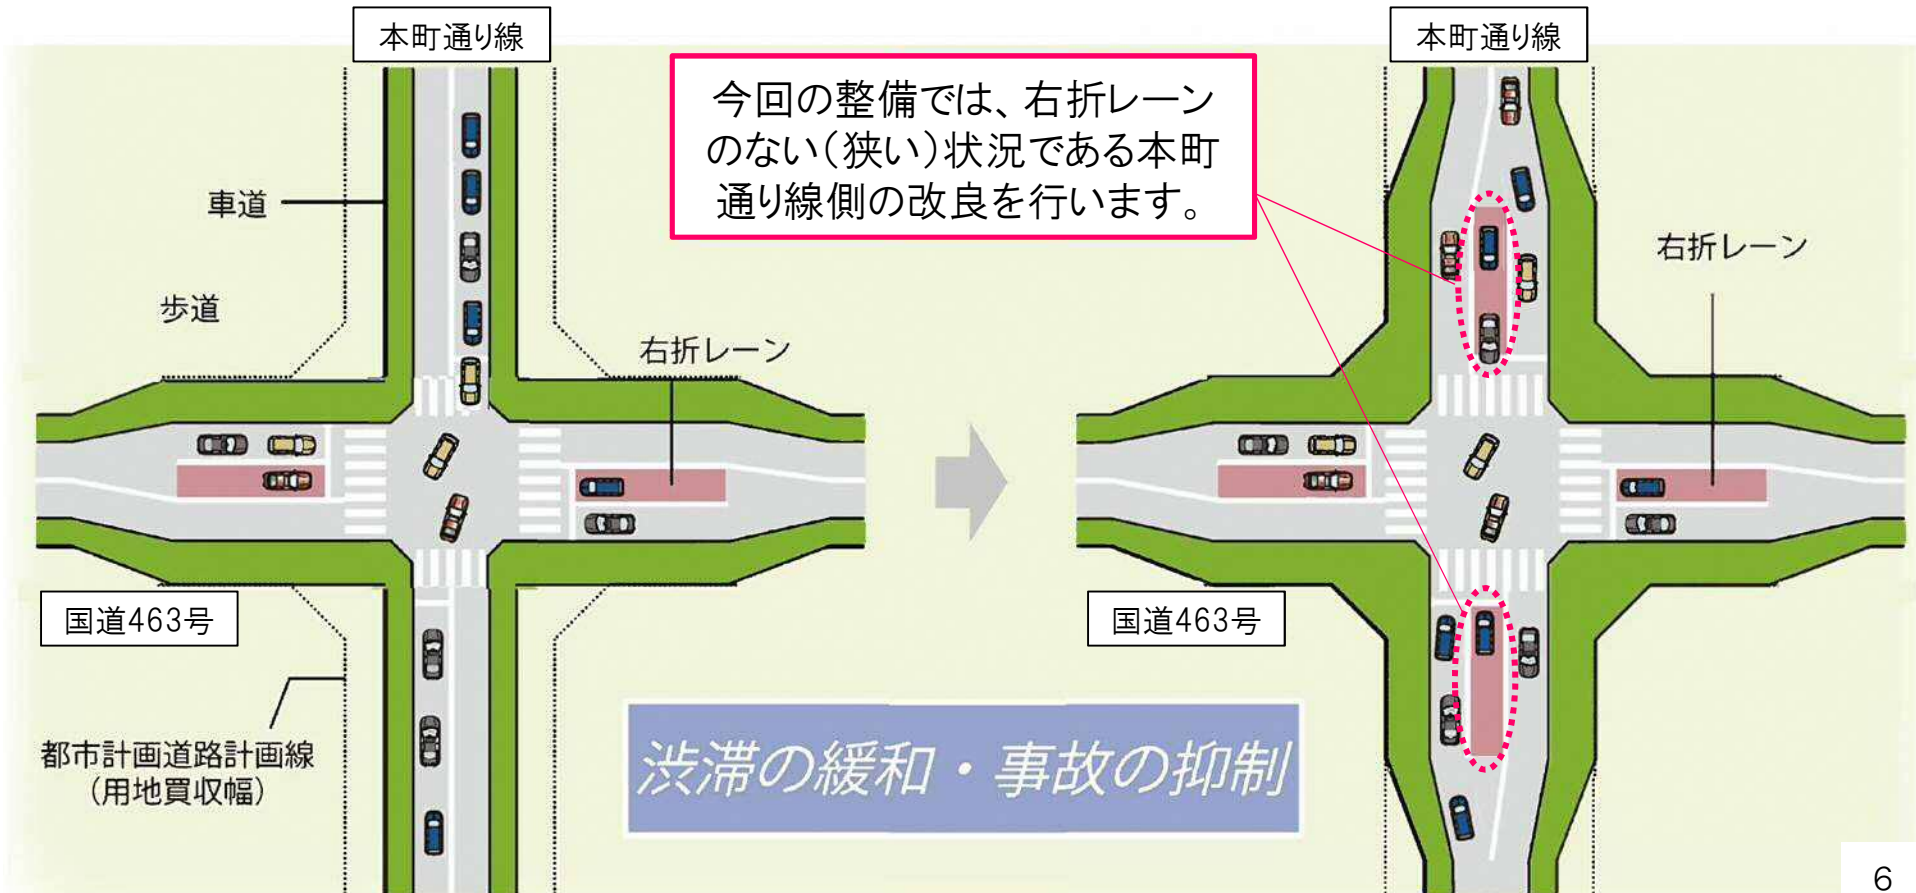 本町通り線
車道
歩道
右折レーン
国道463号
都市計画道路計画線
（用地買収幅）
今回の整備では、右折レーン
のない（狭い）状況である本町
通り線側の改良を行います。
渋滞の緩和・事故の抑制
本町通り線
右折レーン
国道463号
6